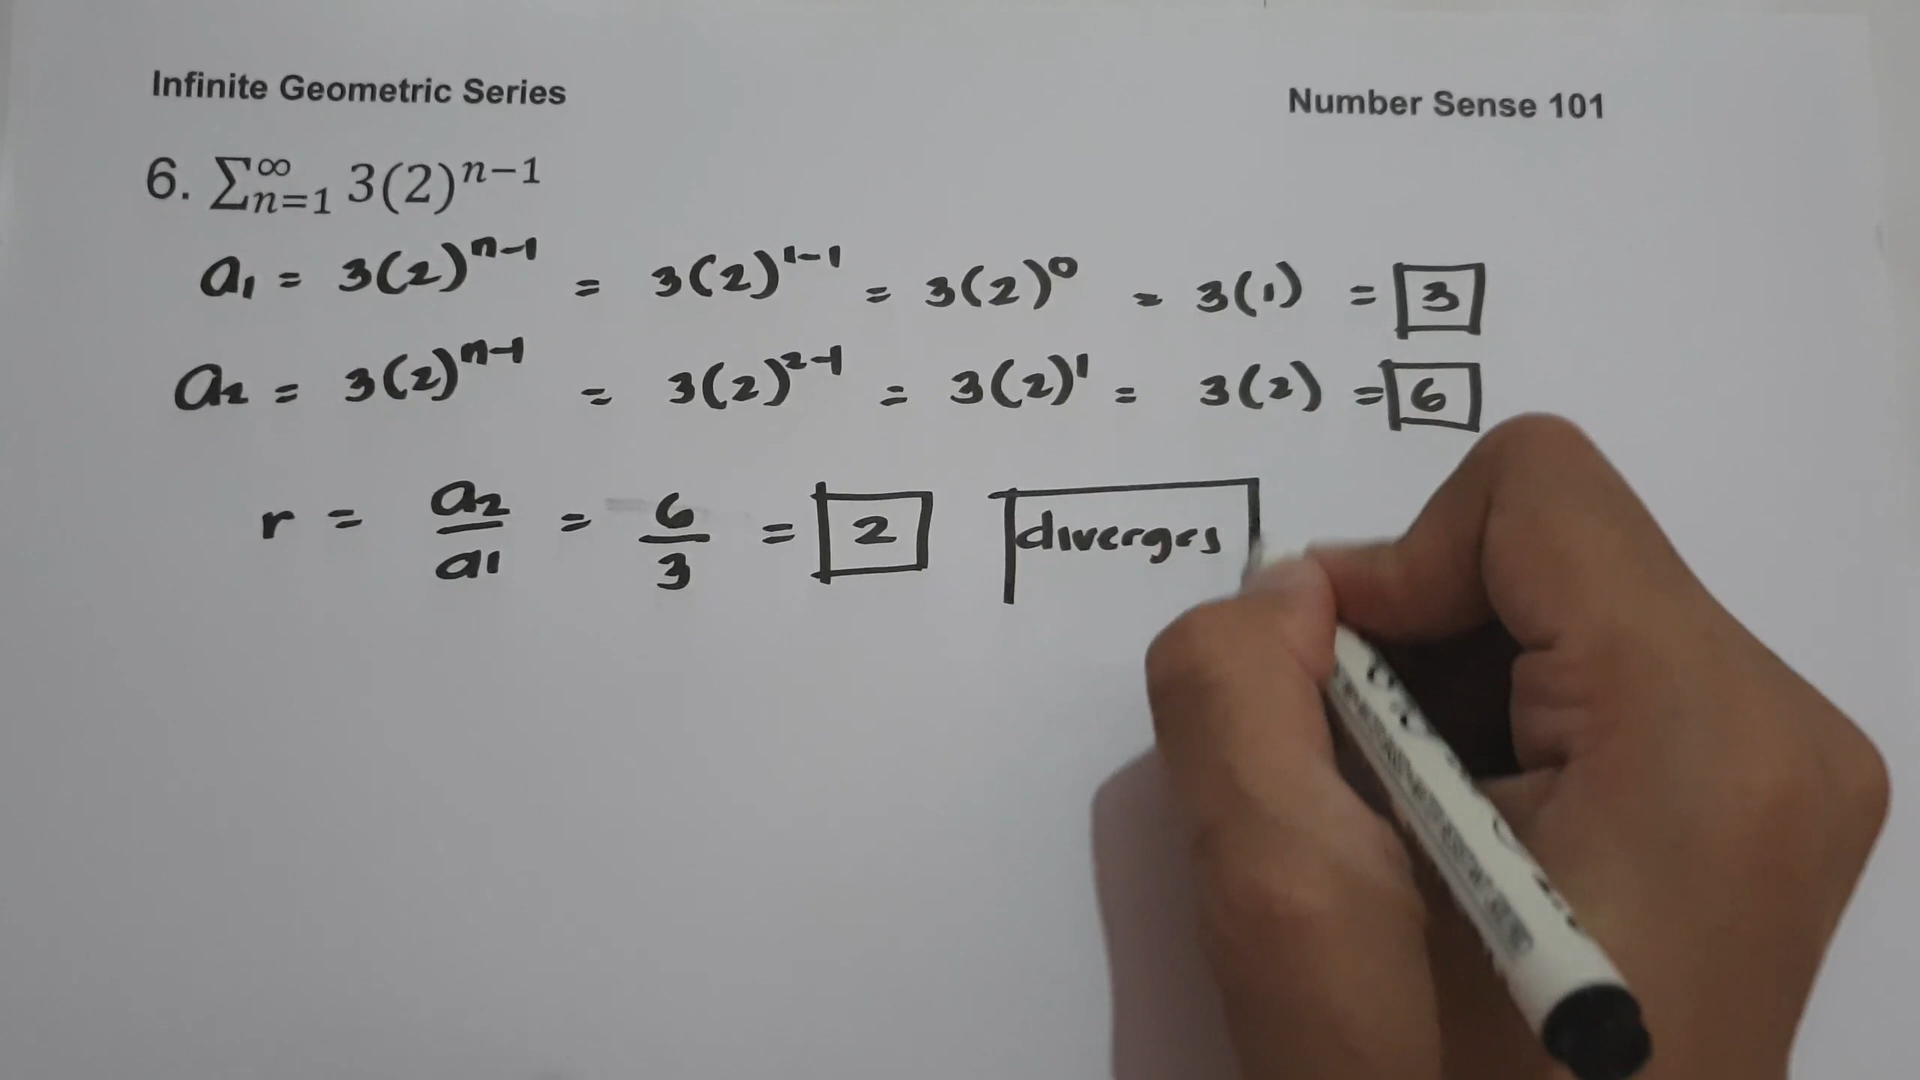 Infinite Geometric Series
Number Sense 101
6. ∑_{n=1}^{∞} 3(2)^{n-1}
a₁ = 3(2)^{n-1} = 3(2)^{1-1} = 3(2)^0 = 3(1) = 3
a₂ = 3(2)^{n-1} = 3(2)^{2-1} = 3(2)^1 = 3(2) = 6
r = a₂/a₁ = 6/3 = 2 diverges